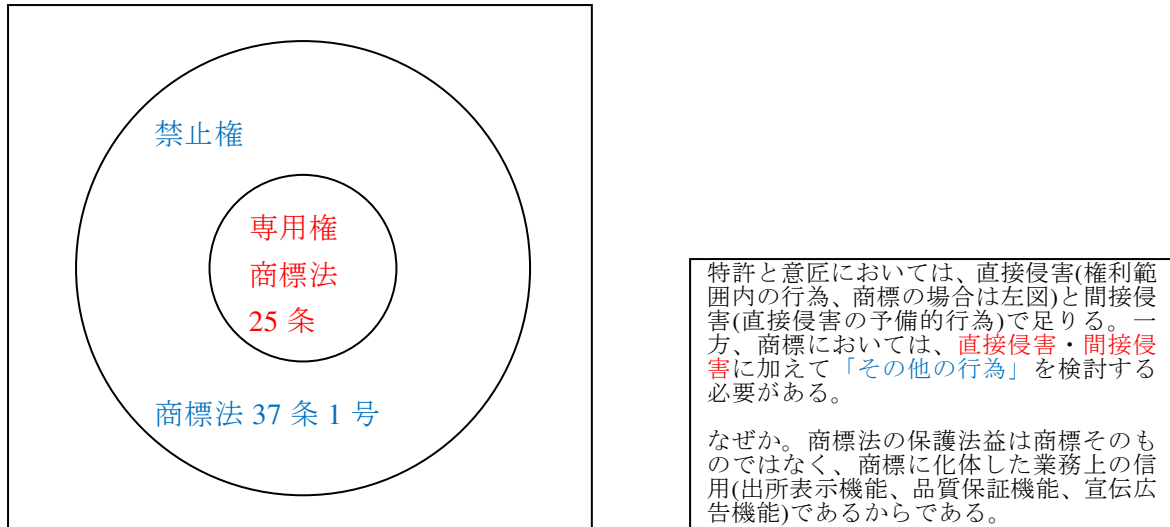 禁止権
専用権
商標法
25 条
商標法 37 条 1 号
特許と意匠においては、直接侵害(権利範
囲内の行為、商標の場合は左図)と間接侵
害(直接侵害の予備的行為)で足りる。一
方、商標においては、直接侵害・間接侵
害に加えて「その他の行為」を検討する
必要がある。
なぜか。商標法の保護法益は商標そのも
のではなく、商標に化体した業務上の信
用(出所表示機能、品質保証機能、宣伝広
告機能)であるからである。